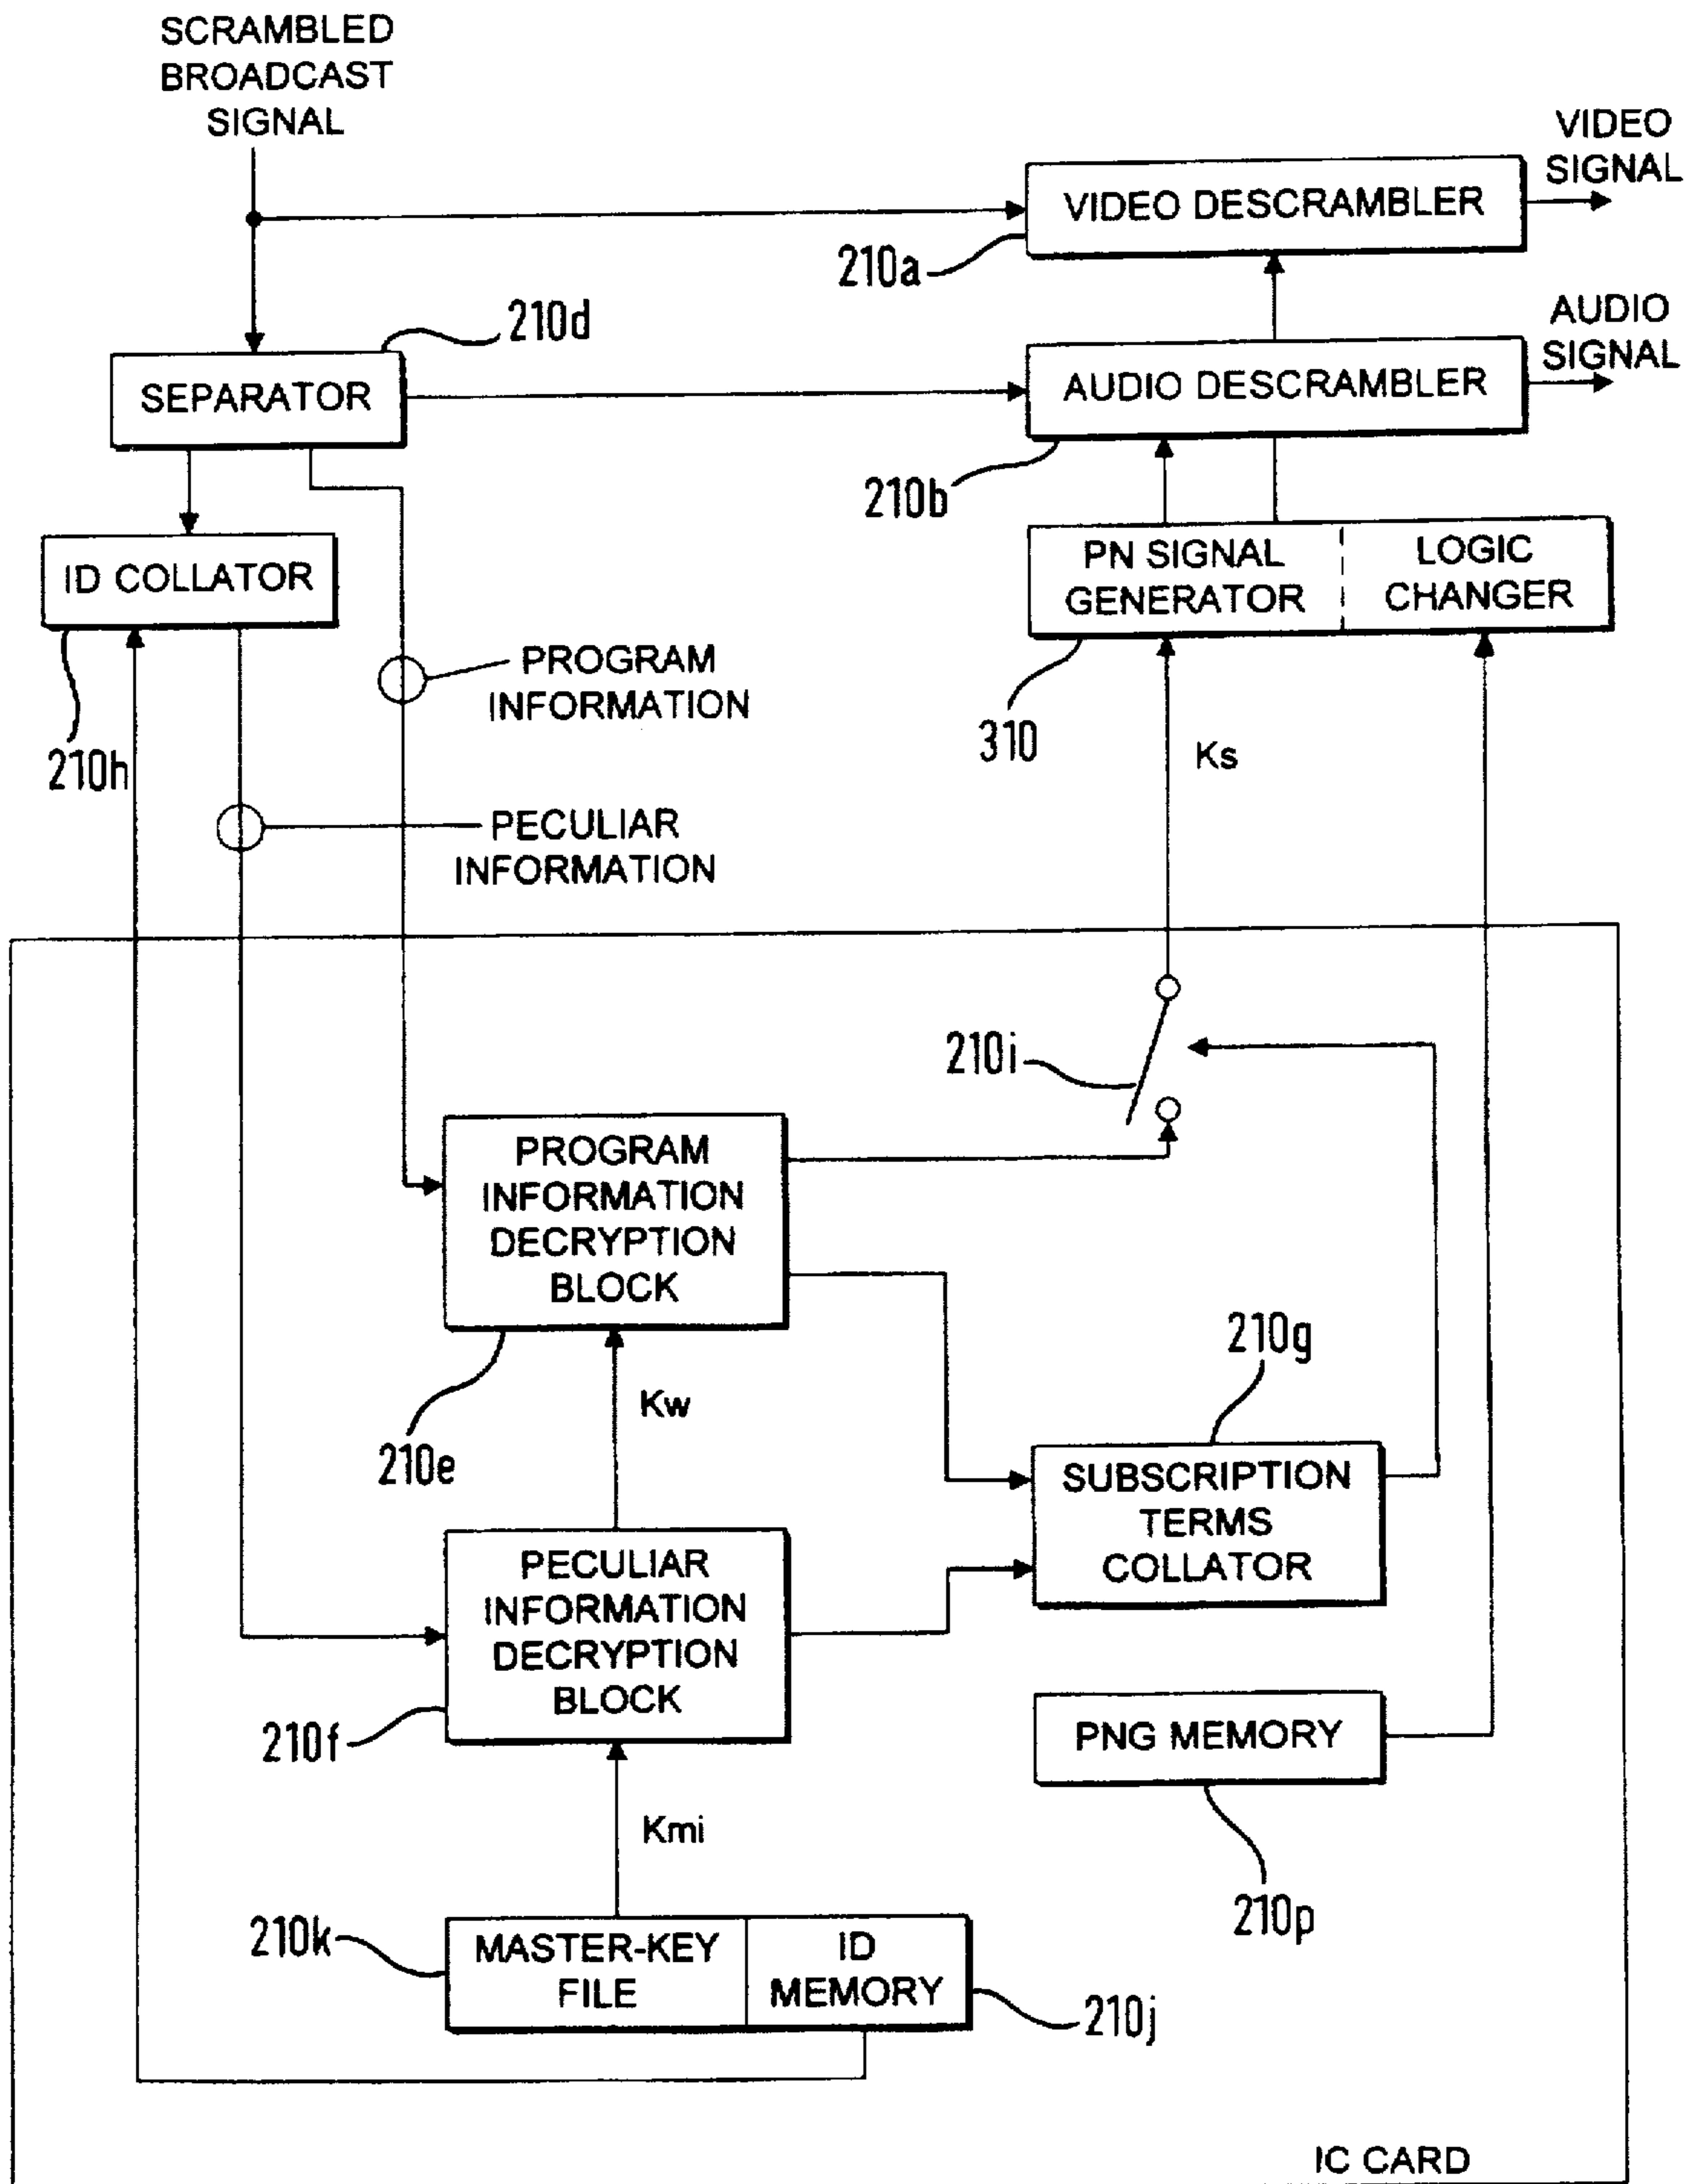 SCRAMBLED
BROADCAST
SIGNAL
VIDEO
SIGNAL
VIDEO DESCRAMBLER
210a
210d
AUDIO
SIGNAL
SEPARATOR
AUDIO DESCRAMBLER
210b
ID COLLATOR
PN SIGNAL
GENERATOR
LOGIC
CHANGER
PROGRAM
INFORMATION
210h
310
Ks
PECULIAR
INFORMATION
210i
PROGRAM
INFORMATION
DECRYPTION
BLOCK
210g
Kw
210e
SUBSCRIPTION
TERMS
COLLATOR
PECULIAR
INFORMATION
DECRYPTION
BLOCK
210f
PNG MEMORY
Kmi
210p
210k
MASTER-KEY
FILE
ID
MEMORY
210j
IC CARD